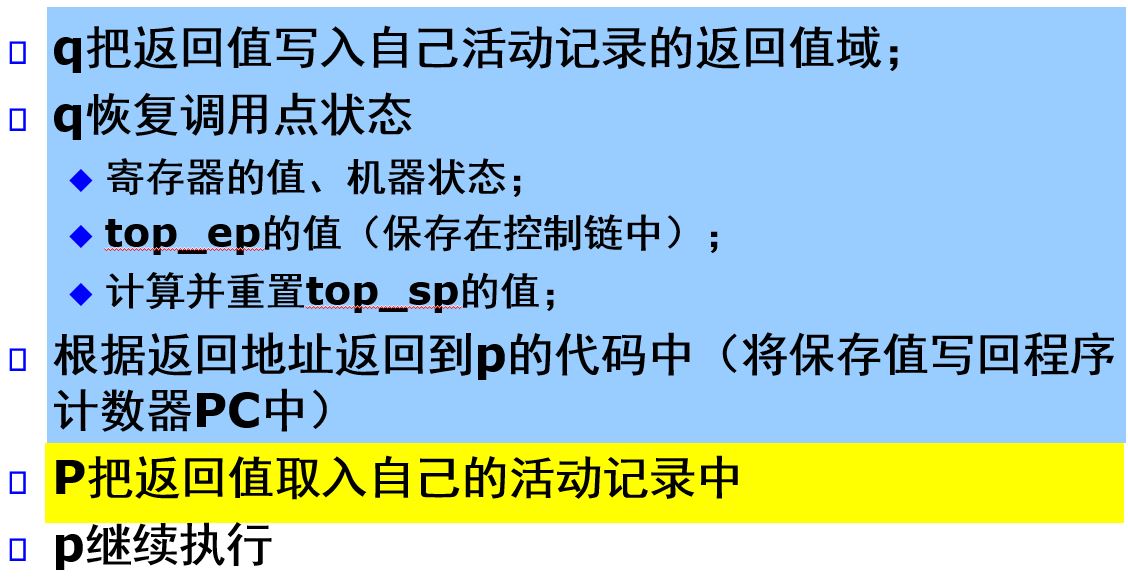 q把返回值写入自己活动记录的返回值域；
q恢复调用点状态
寄存器的值、机器状态；
top_ep的值（保存在控制链中）；
计算并重置top_sp的值；
根据返回地址返回到p的代码中（将保存值写回程序
计数器PC中）
P把返回值取入自己的活动记录中
p继续执行